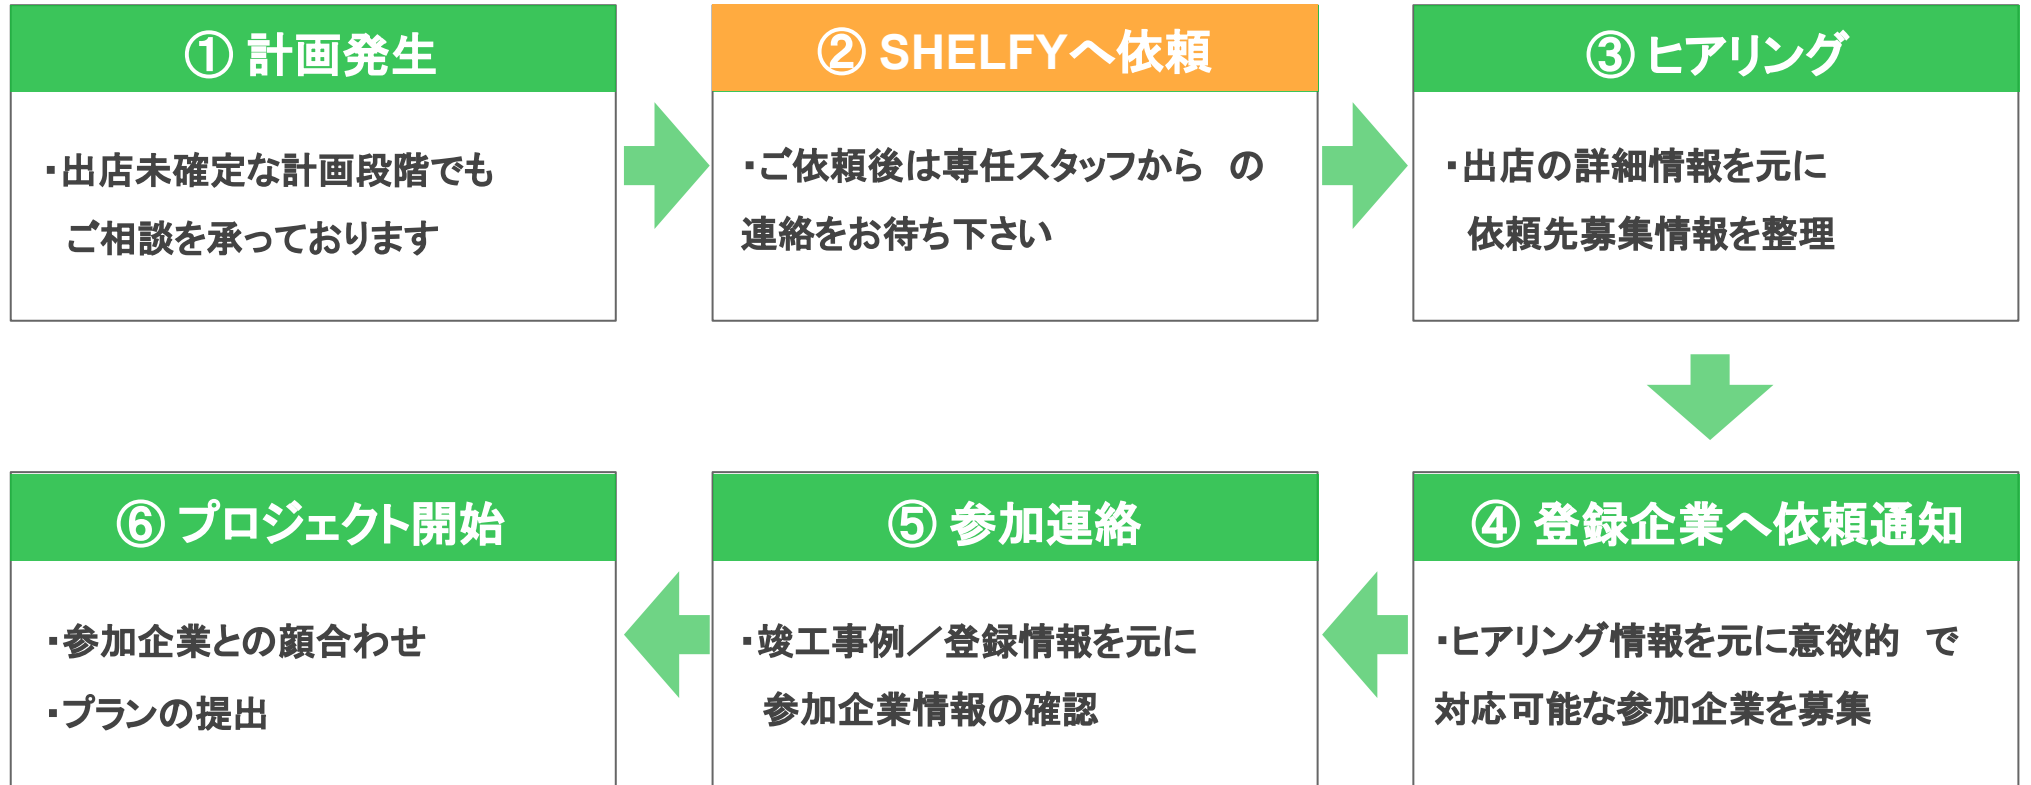 ① 計画発生
・出店未確定な計画段階でも
ご相談を承っております
② SHELFYへ依頼
・ご依頼後は専任スタッフから　の
連絡をお待ち下さい
③ ヒアリング
・出店の詳細情報を元に
依頼先募集情報を整理
④ 登録企業へ依頼通知
・ヒアリング情報を元に意欲的　で
対応可能な参加企業を募集
⑤ 参加連絡
・竣工事例／登録情報を元に
参加企業情報の確認
⑥ プロジェクト開始
・参加企業との顔合わせ
・プランの提出